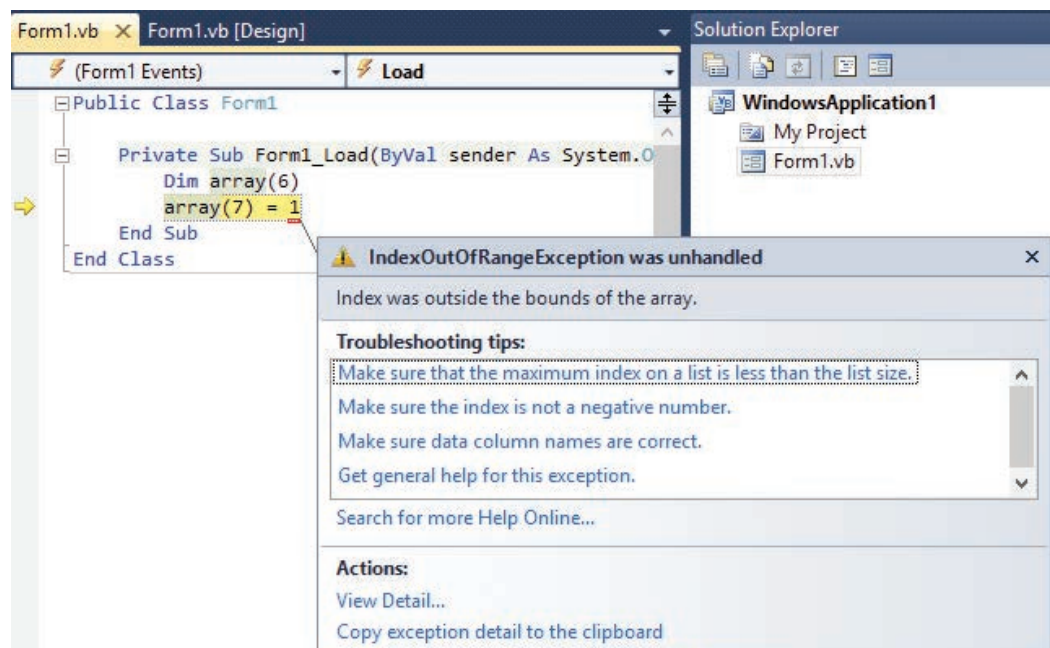 Form1.vb Form1.vb [Design]
Solution Explorer
(Form1 Events) Load
Public Class Form1
Private Sub Form1_Load(ByVal sender As System.O
Dim array(6)
array(7) = 1
End Sub
End Class
WindowsApplication1
My Project
Form1.vb
IndexOutOfRangeException was unhandled
Index was outside the bounds of the array.
Troubleshooting tips:
Make sure that the maximum index on a list is less than the list size.
Make sure the index is not a negative number.
Make sure data column names are correct.
Get general help for this exception.
Search for more Help Online...
Actions:
View Detail...
Copy exception detail to the clipboard